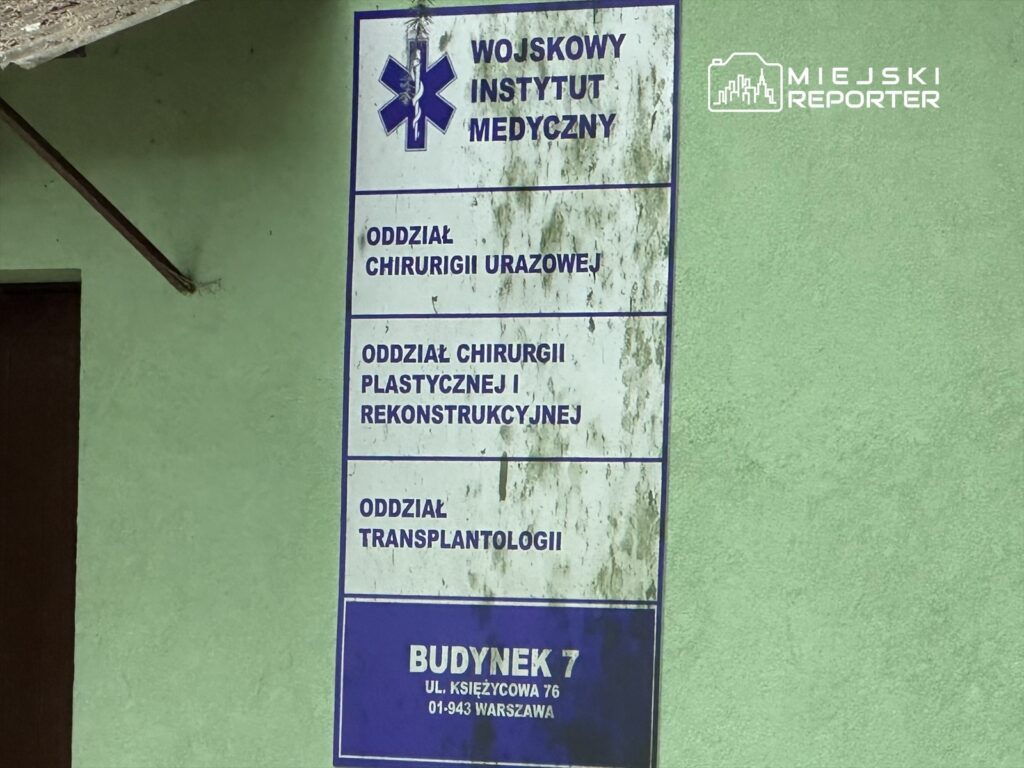 WOJSKOWY
INSTYTUT
MEDYCZNY
MIEJSKI
REPORTER
ODDZIAŁ
CHIRURIGII URAZOWEJ
ODDZIAŁ CHIRURGII
PLASTYCZNEJ I
REKONSTRUKCYJNEJ
ODDZIAŁ
TRANSPLANTOLOGII
BUDYNEK 7
UL. KSIĘŻYCOWA 76
01-943 WARSZAWA